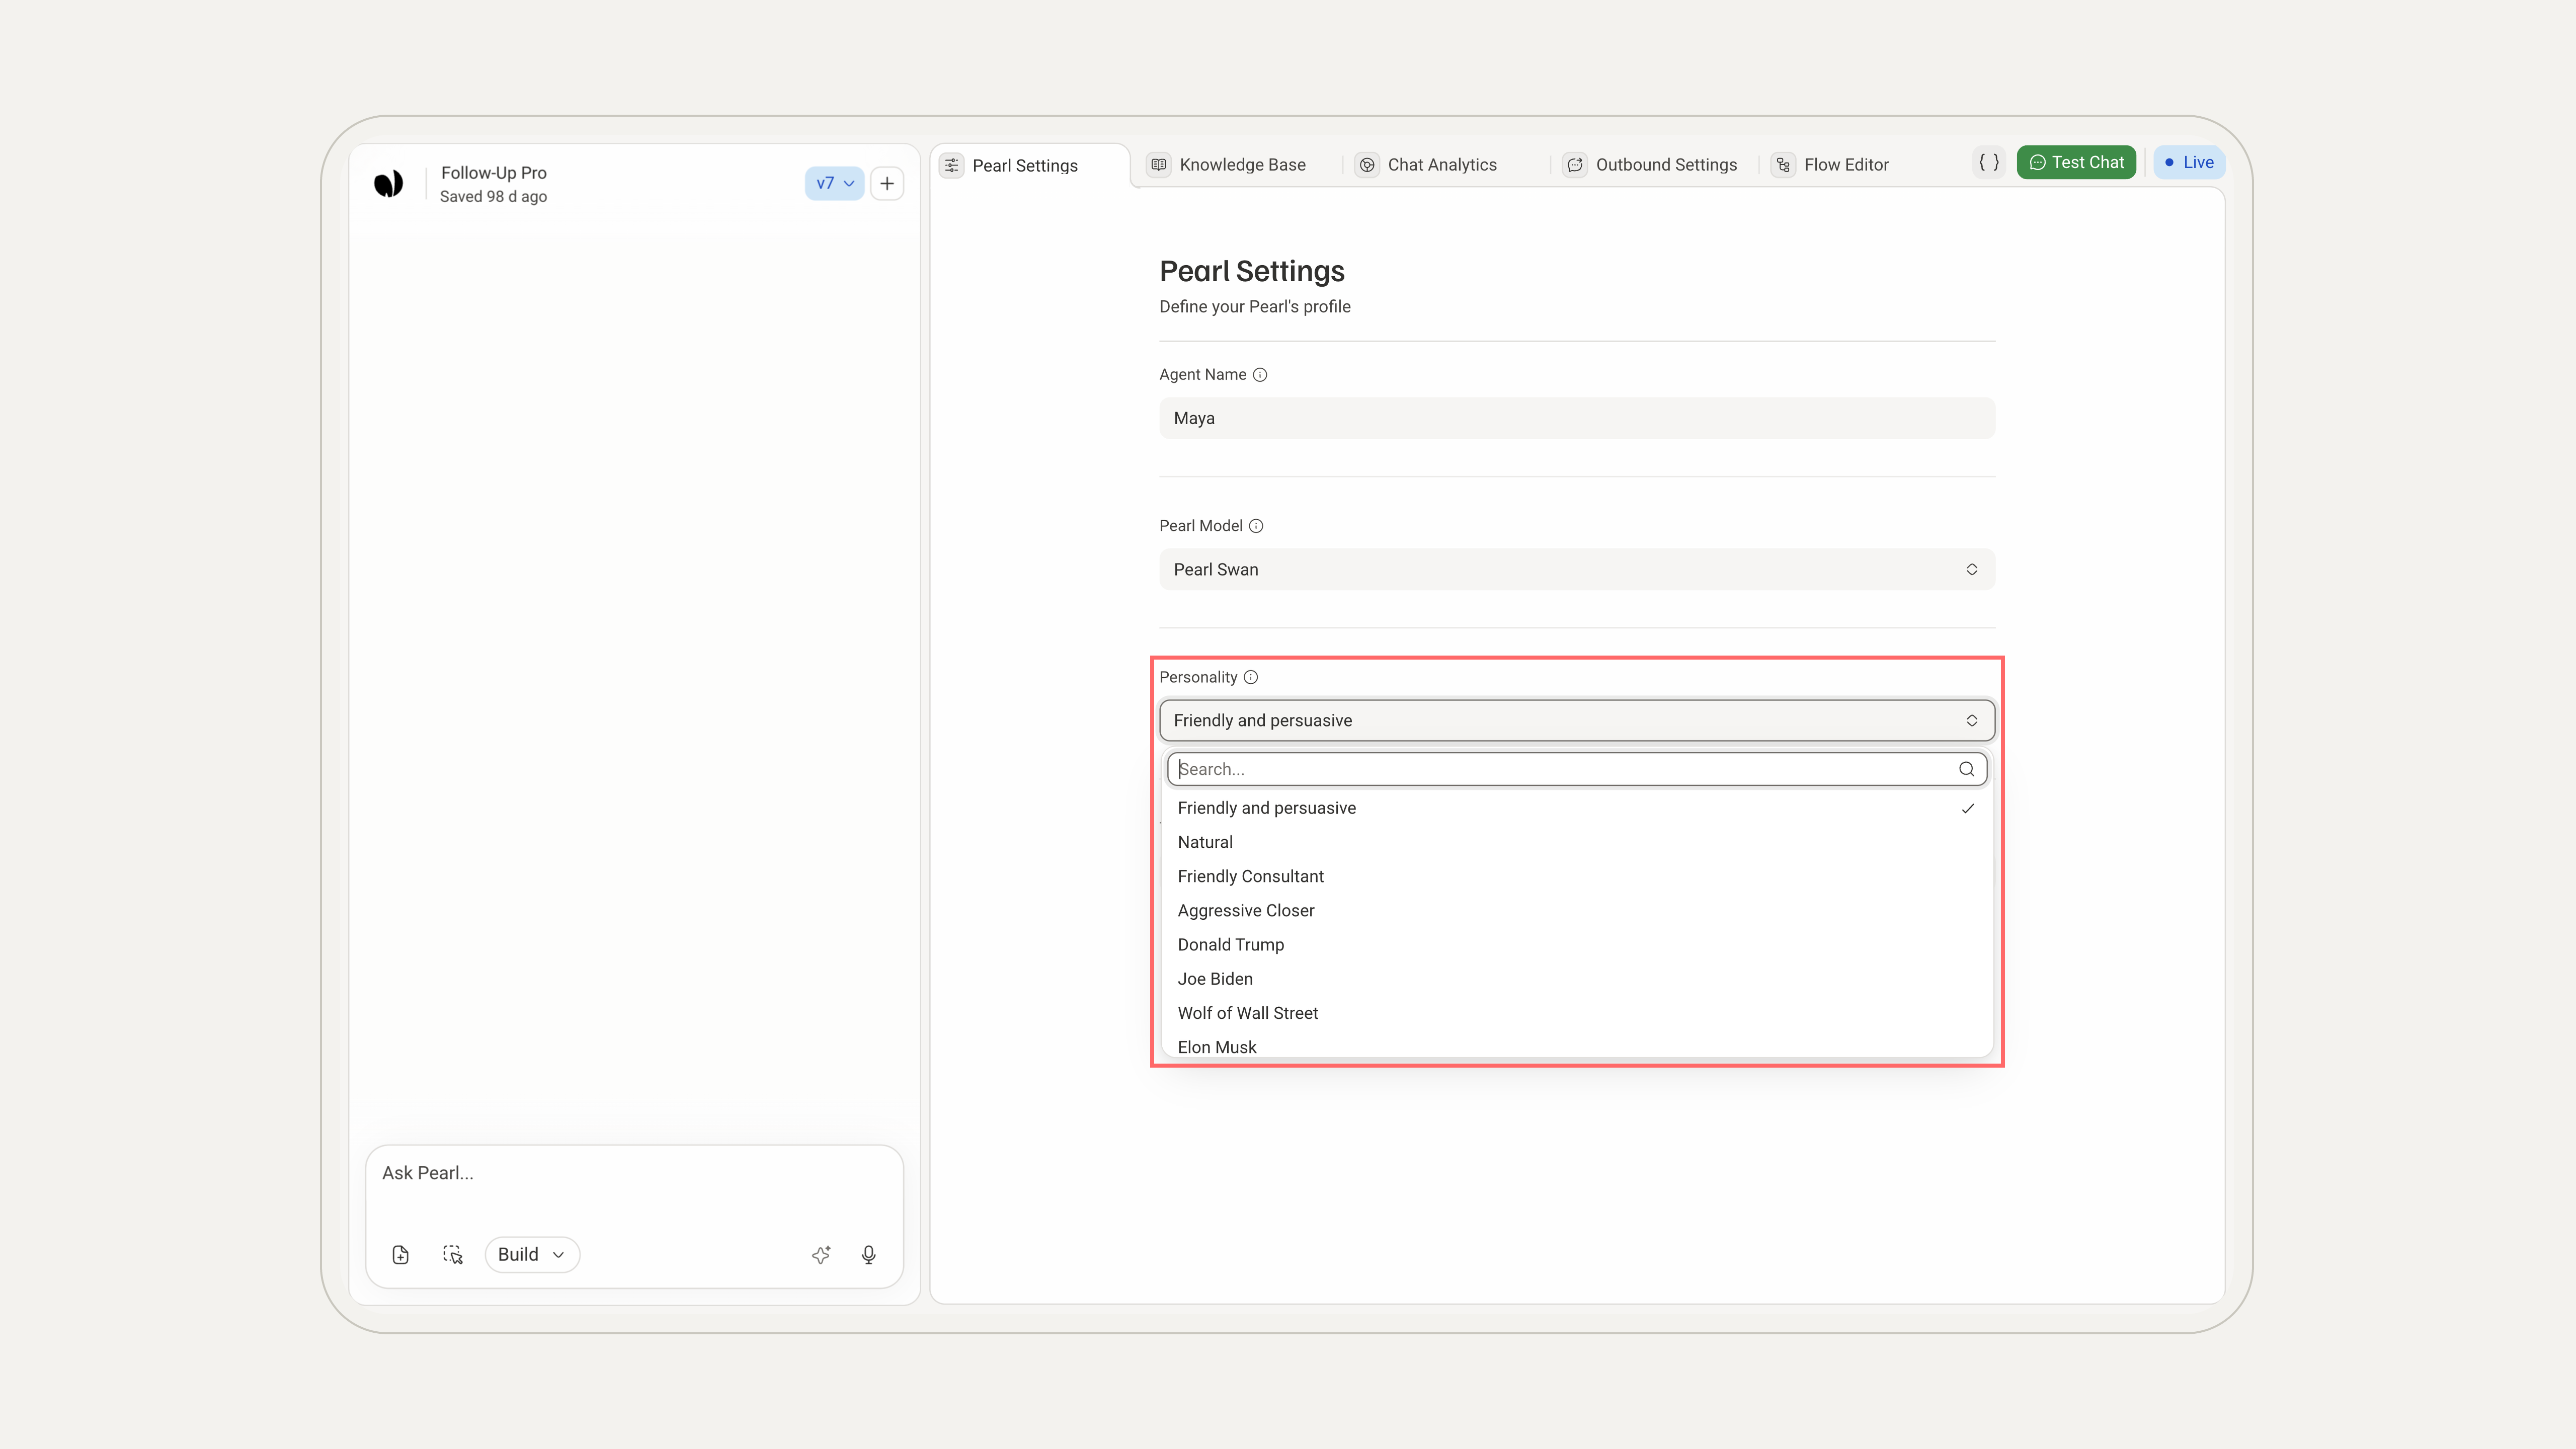 Follow-Up Pro
Saved 98 d ago
v7
Pearl Settings
Knowledge Base
Chat Analytics
Outbound Settings
Flow Editor
{ }
Test Chat
Live
Pearl Settings
Define your Pearl's profile
Agent Name
Maya
Pearl Model
Pearl Swan
Personality
Friendly and persuasive
Search...
Friendly and persuasive
Natural
Friendly Consultant
Aggressive Closer
Donald Trump
Joe Biden
Wolf of Wall Street
Elon Musk
Ask Pearl...
Build